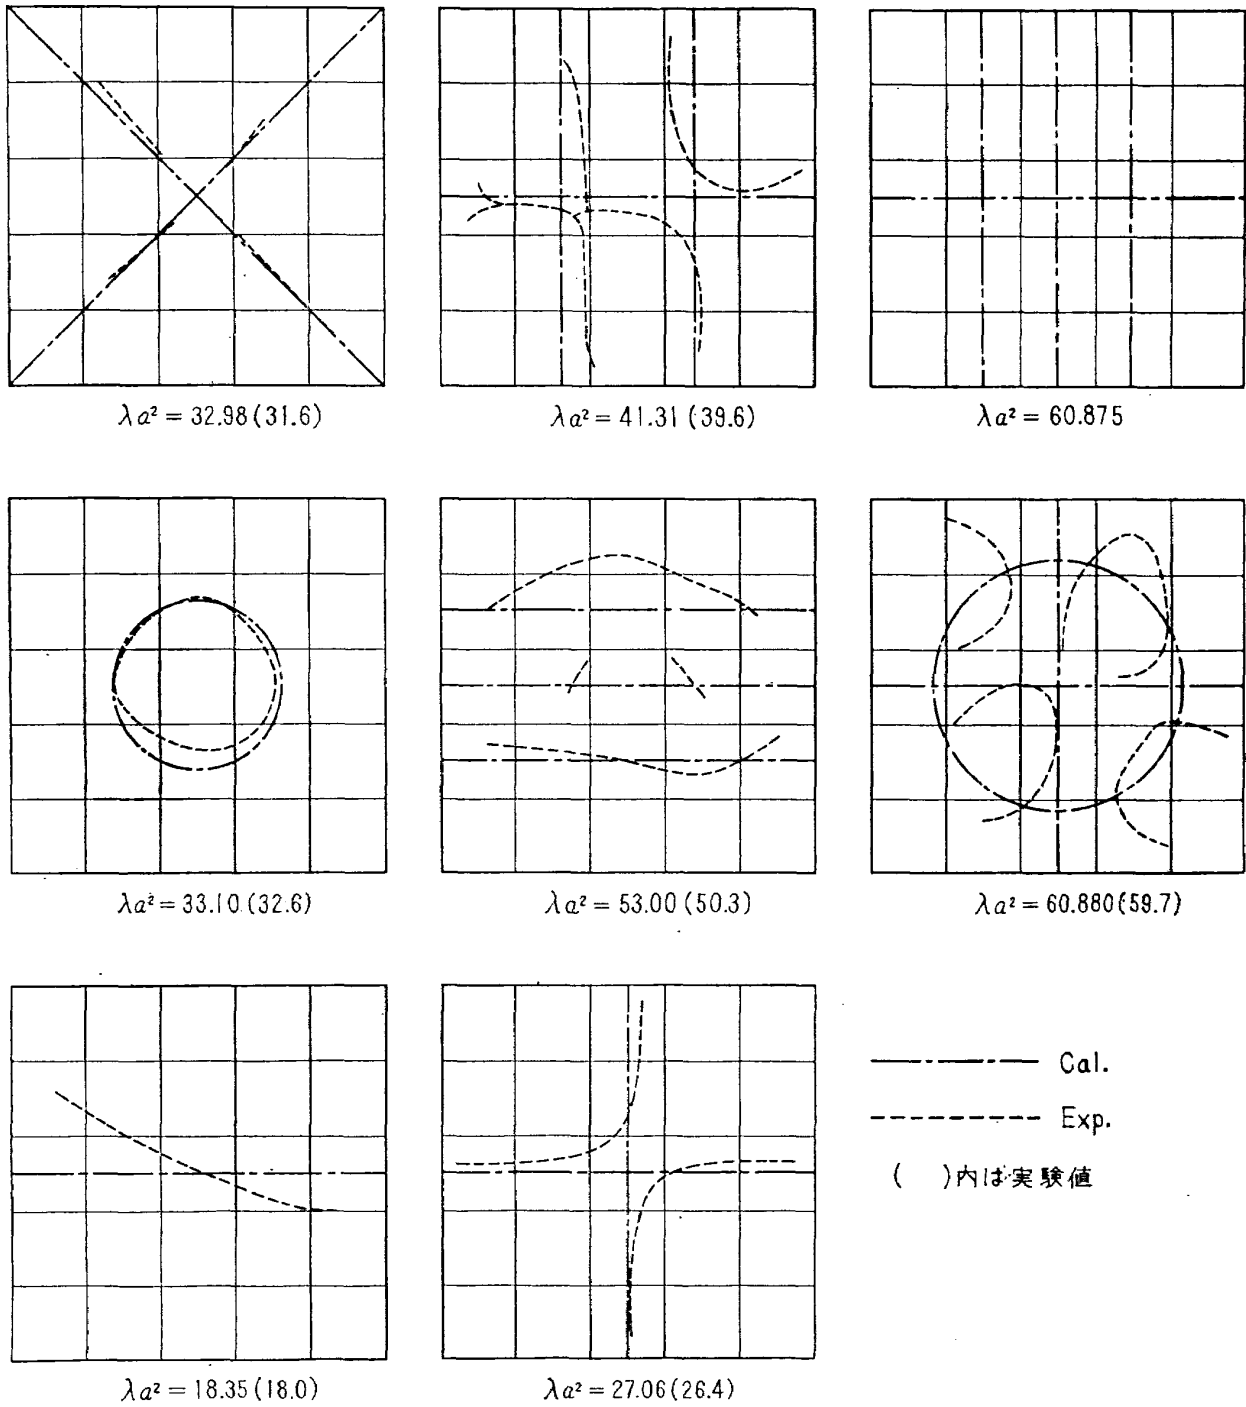 λa² = 32.98(31.6)
λa² = 41.31 (39.6)
λa² = 60.875
λa² = 33.10 (32.6)
λa² = 53.00 (50.3)
λa² = 60.880(59.7)
Cal.
Exp.
( )内は実験値
λa² = 18.35(18.0)
λa² = 27.06(26.4)